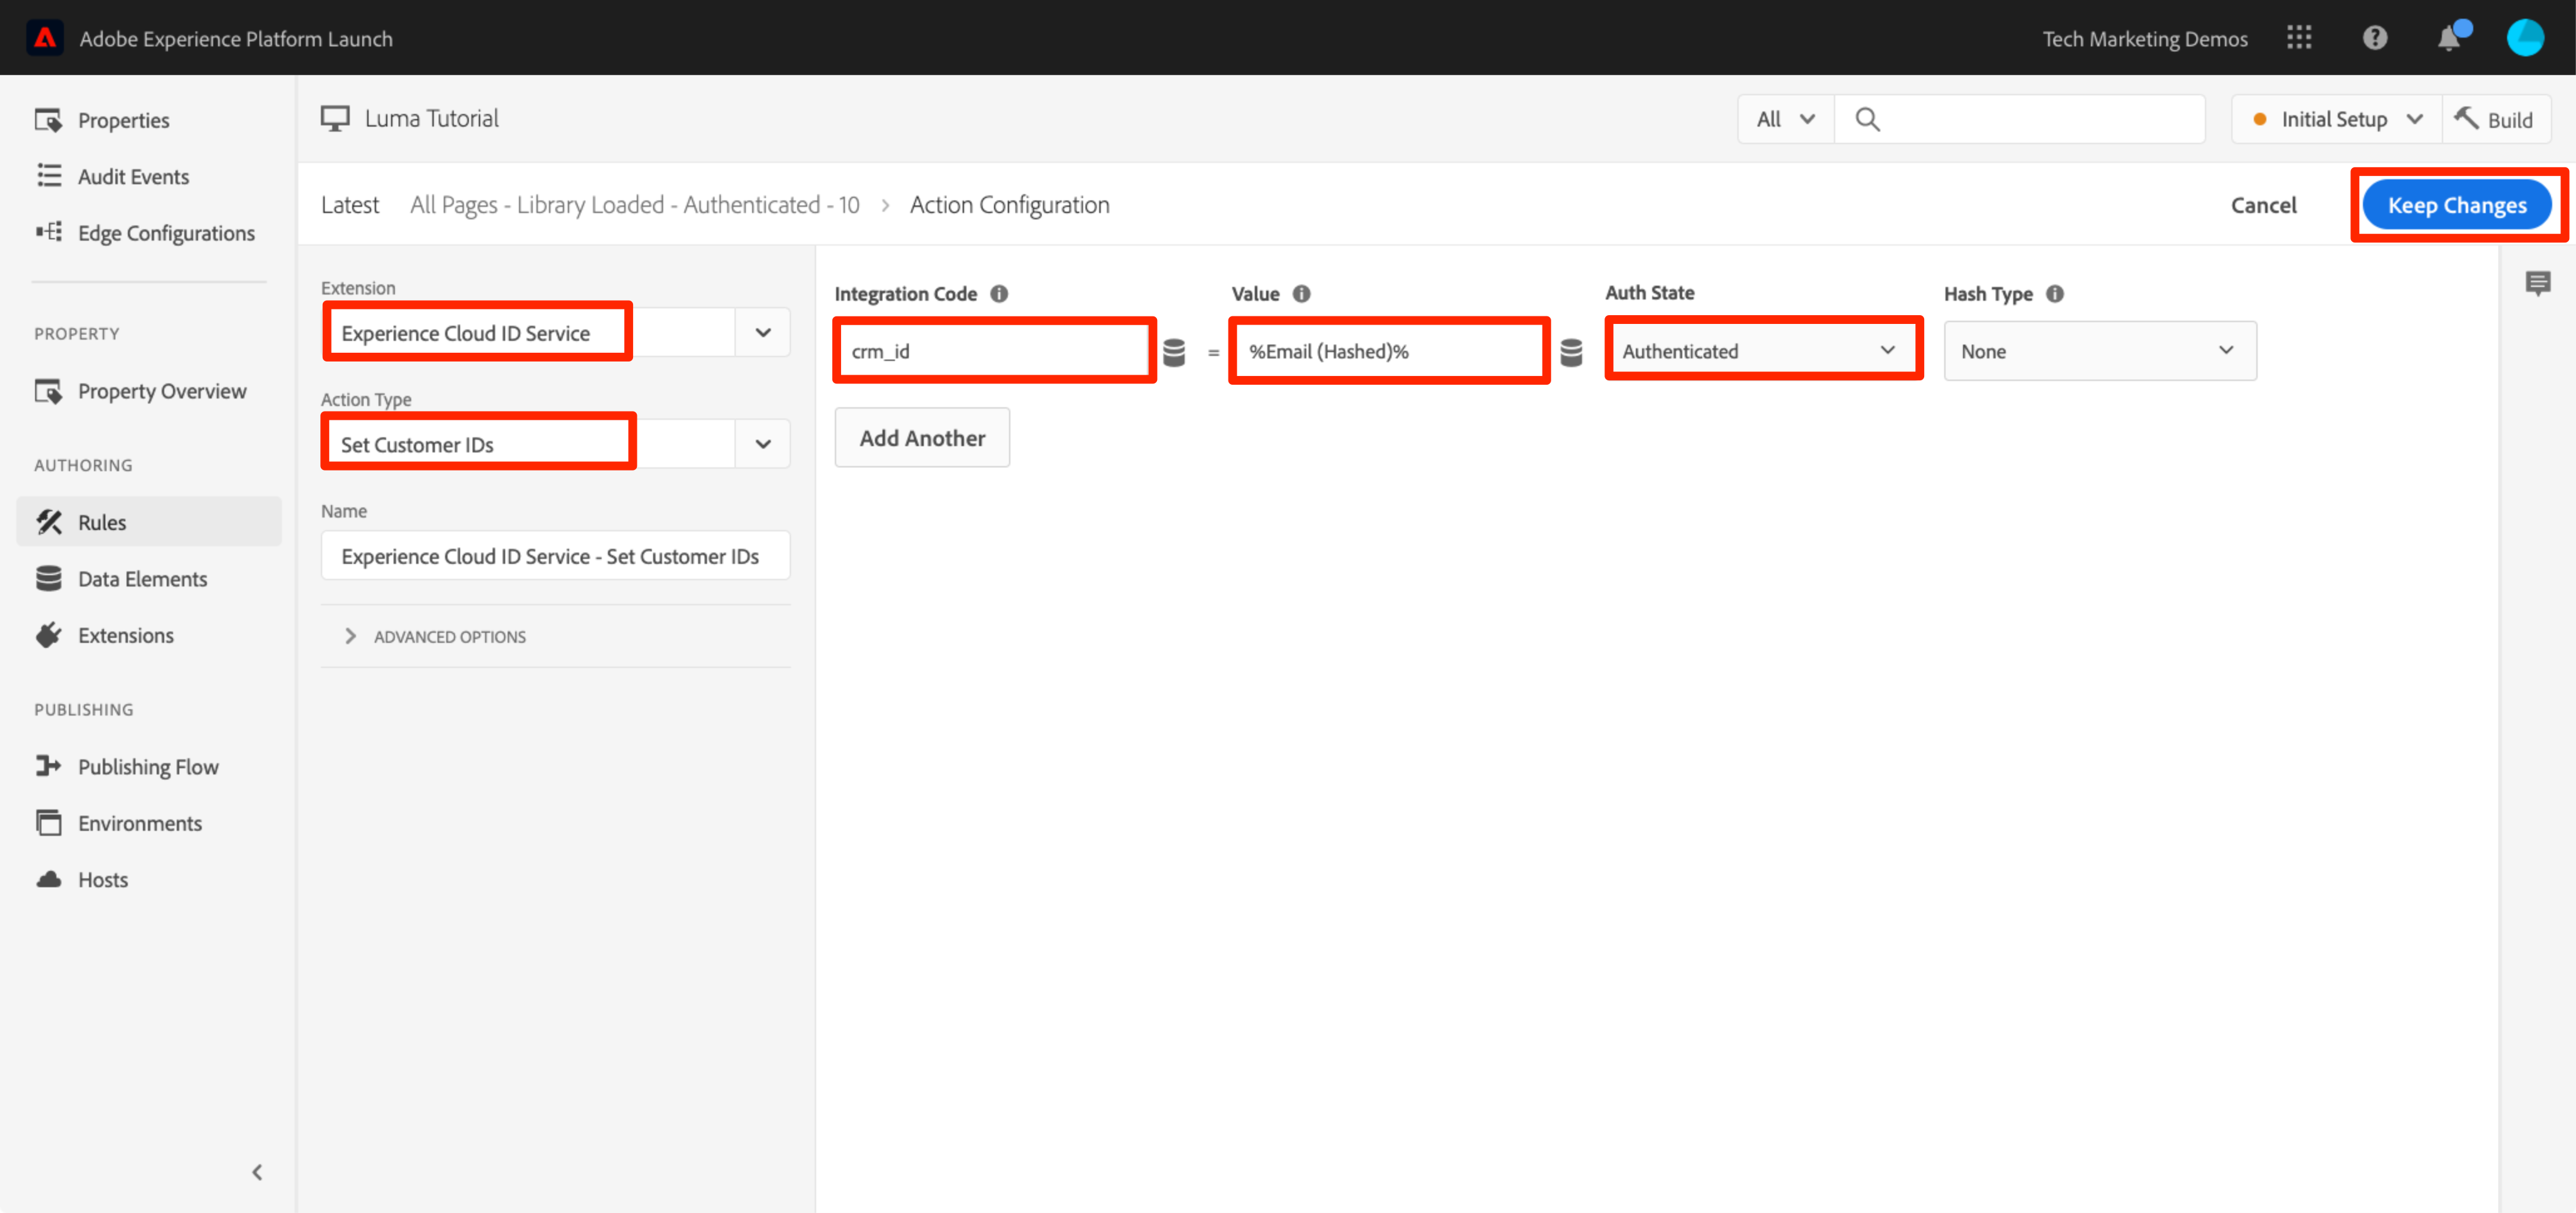 Adobe Experience Platform Launch
Tech Marketing Demos
Properties
Audit Events
Edge Configurations
PROPERTY
Property Overview
AUTHORING
Rules
Data Elements
Extensions
PUBLISHING
Publishing Flow
Environments
Hosts
Luma Tutorial
All
Initial Setup
Build
Latest All Pages - Library Loaded - Authenticated - 10 > Action Configuration
Cancel
Keep Changes
Extension
Experience Cloud ID Service
Action Type
Set Customer IDs
Name
Experience Cloud ID Service - Set Customer IDs
ADVANCED OPTIONS
Integration Code Value Auth State Hash Type
crm_id = %Email (Hashed)% Authenticated None
Add Another